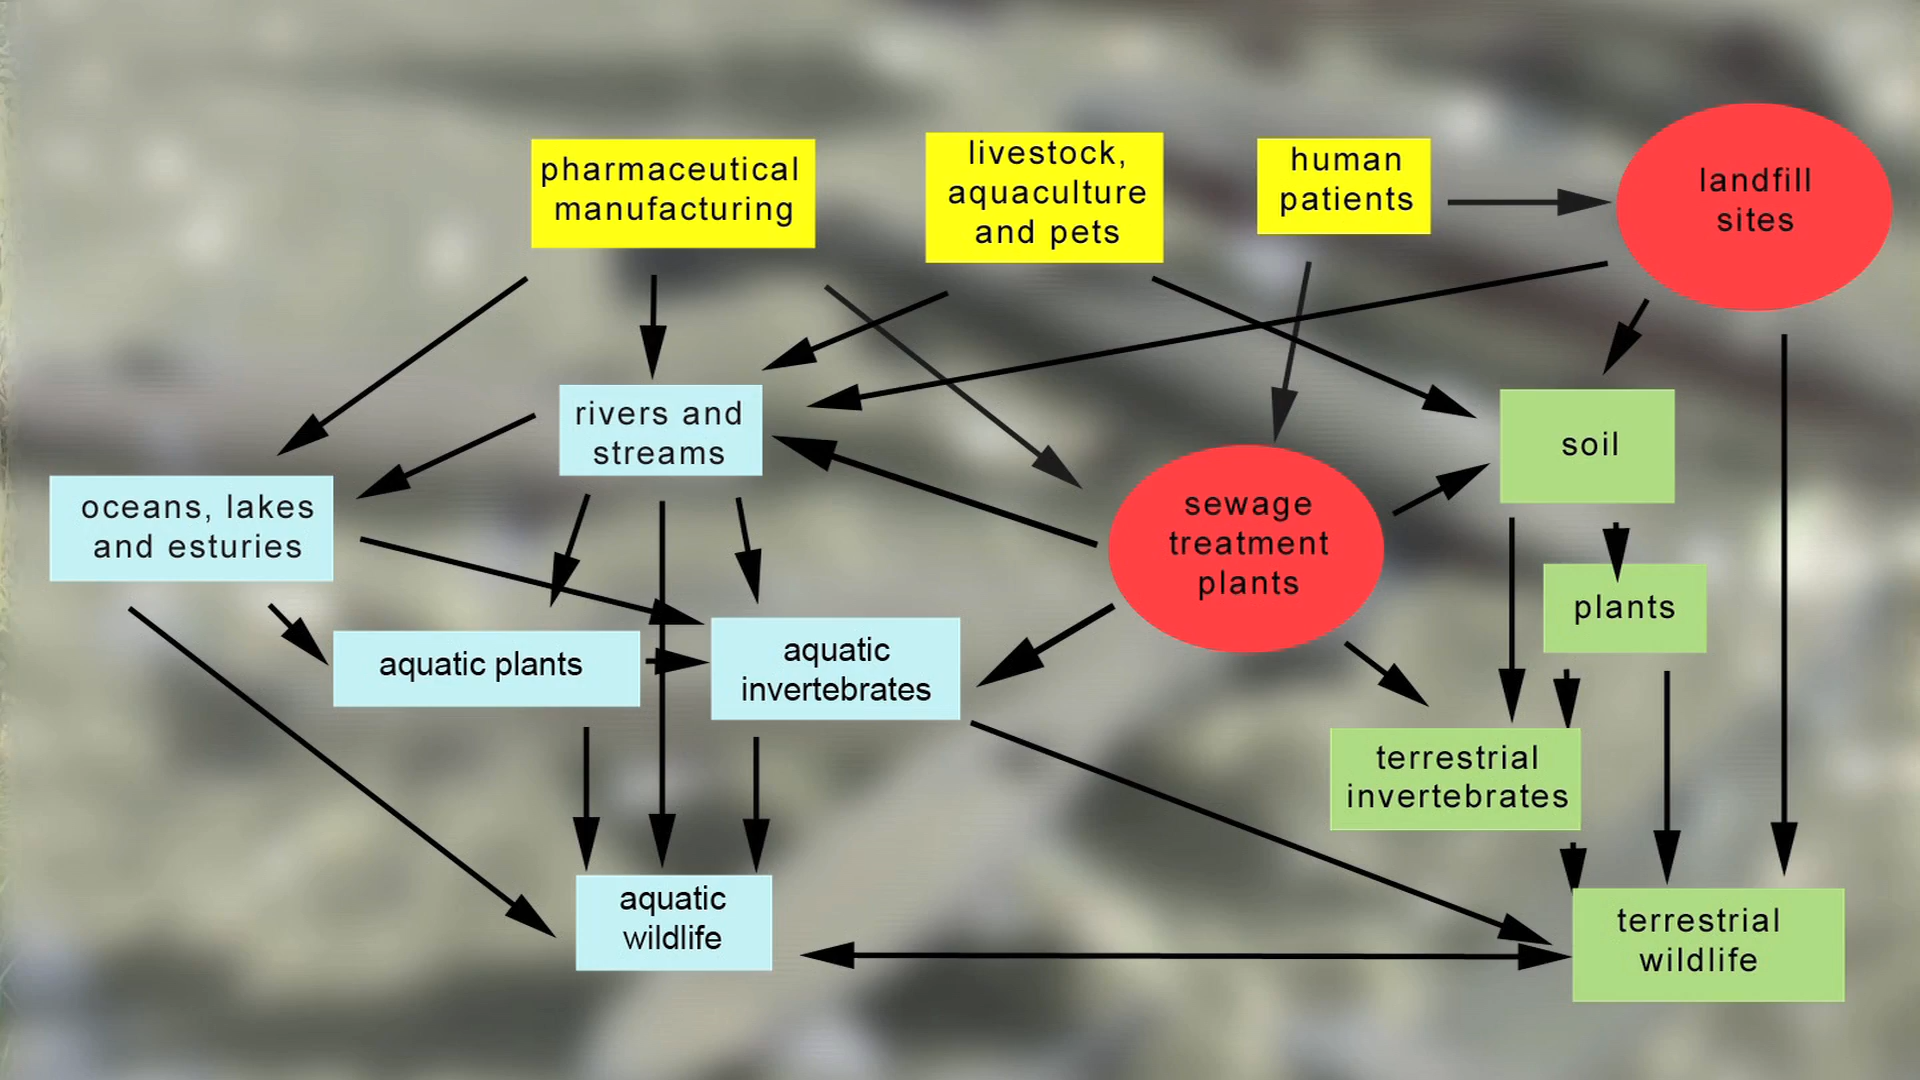 pharmaceutical
manufacturing
livestock,
aquaculture
and pets
human
patients
landfill
sites
rivers and
streams
soil
oceans, lakes
and esturies
sewage
treatment
plants
plants
aquatic plants
aquatic
invertebrates
terrestrial
invertebrates
aquatic
wildlife
terrestrial
wildlife